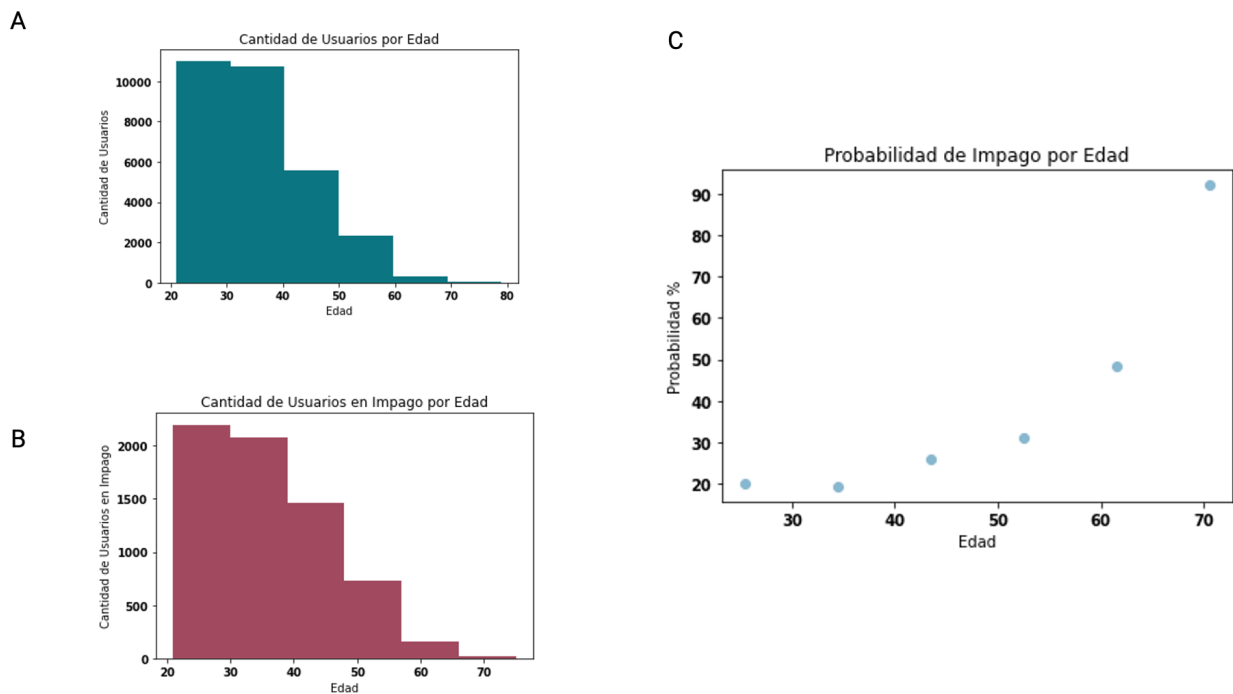 A
Cantidad de Usuarios por Edad
Cantidad de Usuarios
10000
8000
6000
4000
2000
0
20 30 40 50 60 70 80
Edad
B
Cantidad de Usuarios en Impago por Edad
Cantidad de Usuarios en Impago
2000
1500
1000
500
0
20 30 40 50 60 70
Edad
C
Probabilidad de Impago por Edad
Probabilidad %
90
80
70
60
50
40
30
20
30 40 50 60 70
Edad